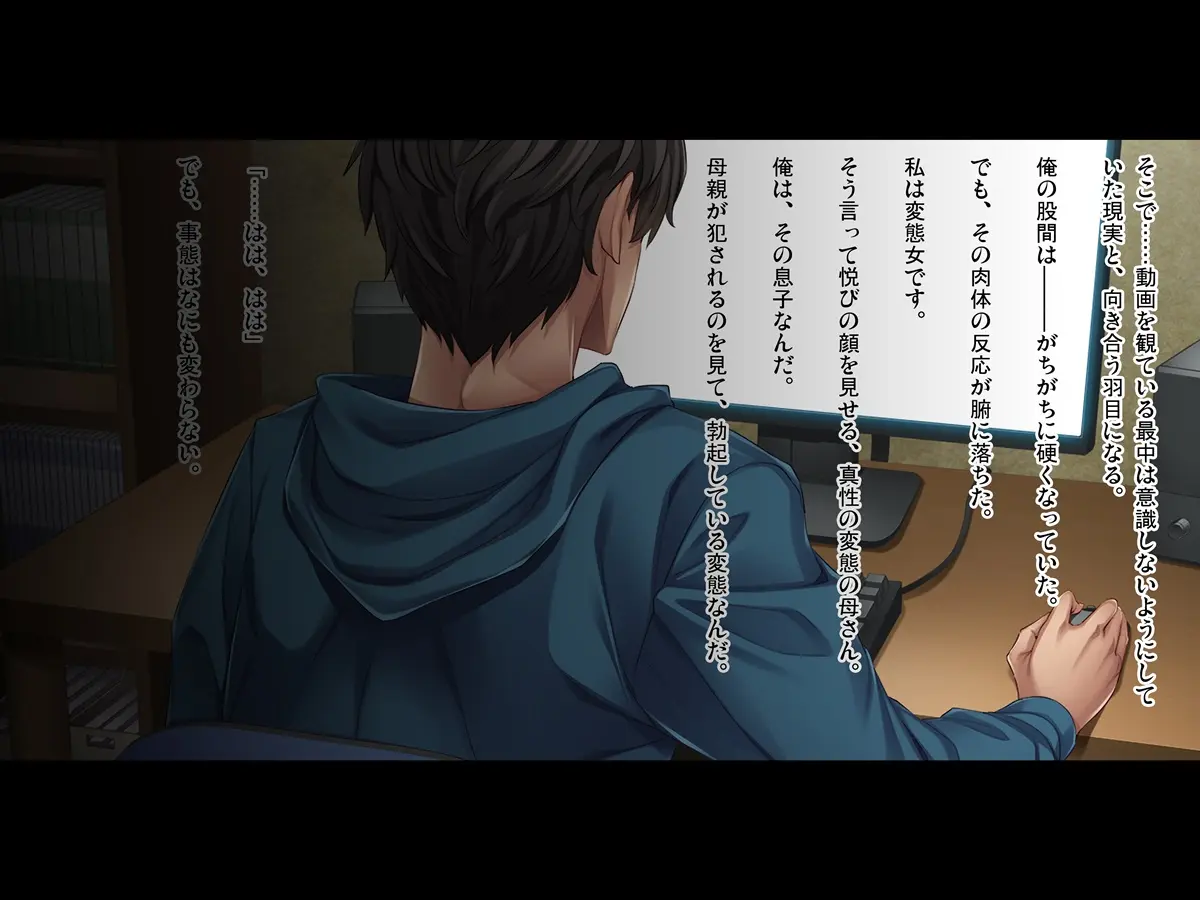 そこで……動画を観ている最中は意識しないようにして
いた現実と、向き合う羽目になる。
俺の股間は――がちがちに硬くなっていた。
でも、その肉体の反応が腑に落ちた。
私は変態女です。
そう言って悦びの顔を見せる、真性の変態の母さん。
俺は、その息子なんだ。
母親が犯されるのを見て、勃起している変態なんだ。
『……はは、はは』
でも、事態はなにも変わらない。